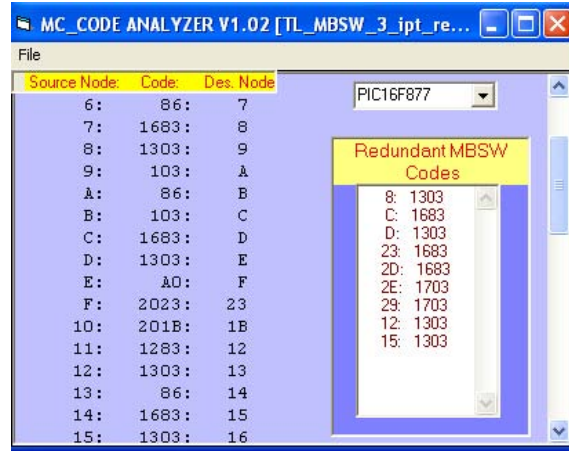 MC_CODE ANALYZER V1.02 [TL_MBSW_3_ipt_re...
File
Source Node: Code: Des. Node
6: 86: 7
7: 1683: 8
8: 1303: 9
9: 103: A
A: 86: B
B: 103: C
C: 1683: D
D: 1303: E
E: A0: F
F: 2023: 23
10: 201B: 1B
11: 1283: 12
12: 1303: 13
13: 86: 14
14: 1683: 15
15: 1303: 16
PIC16F877
Redundant MBSW
Codes
8: 1303
C: 1683
D: 1303
23: 1683
2D: 1683
2E: 1703
29: 1703
12: 1303
15: 1303